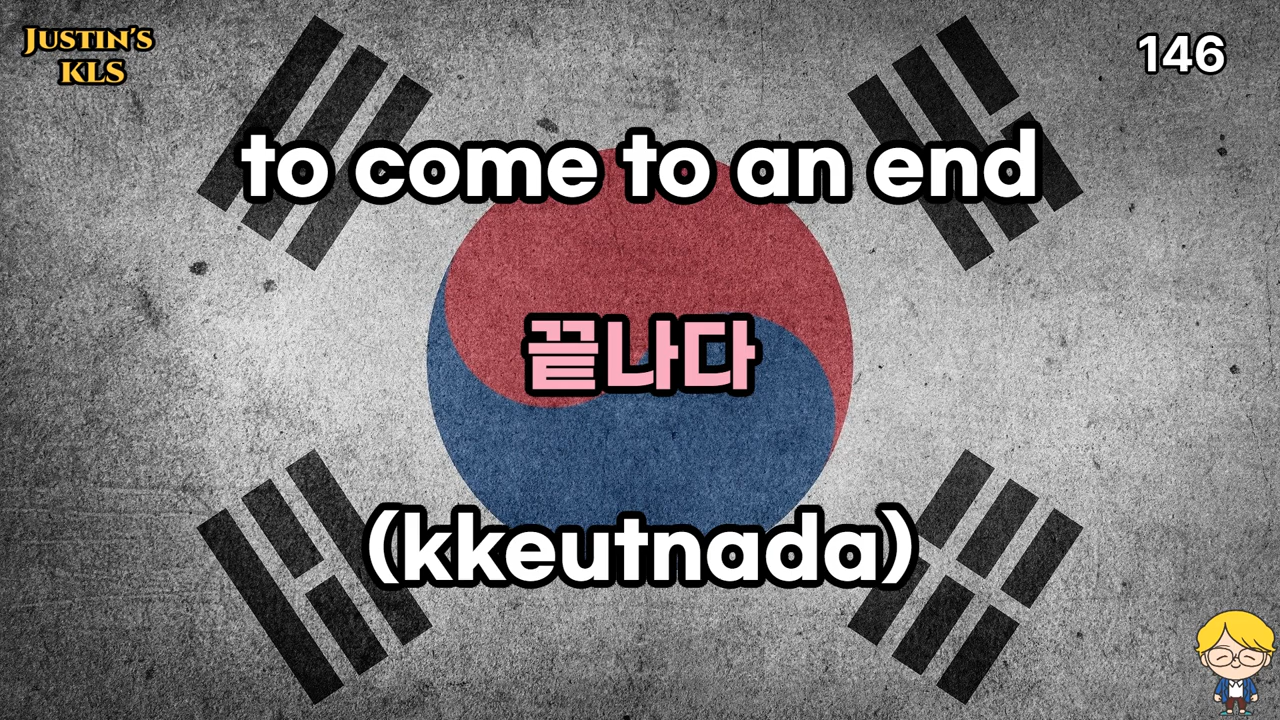 JUSTIN'S
KLS
146
to come to an end
끝나다
(kkeutnada)